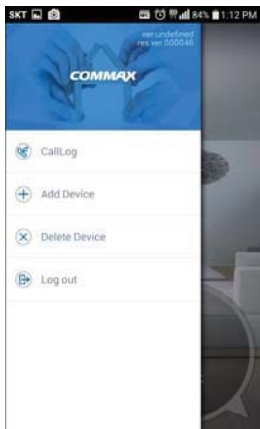 SKT 84% 1:12 PM
ver.undefined
res ver.000046
COMMAX
CallLog
Add Device
Delete Device
Log out